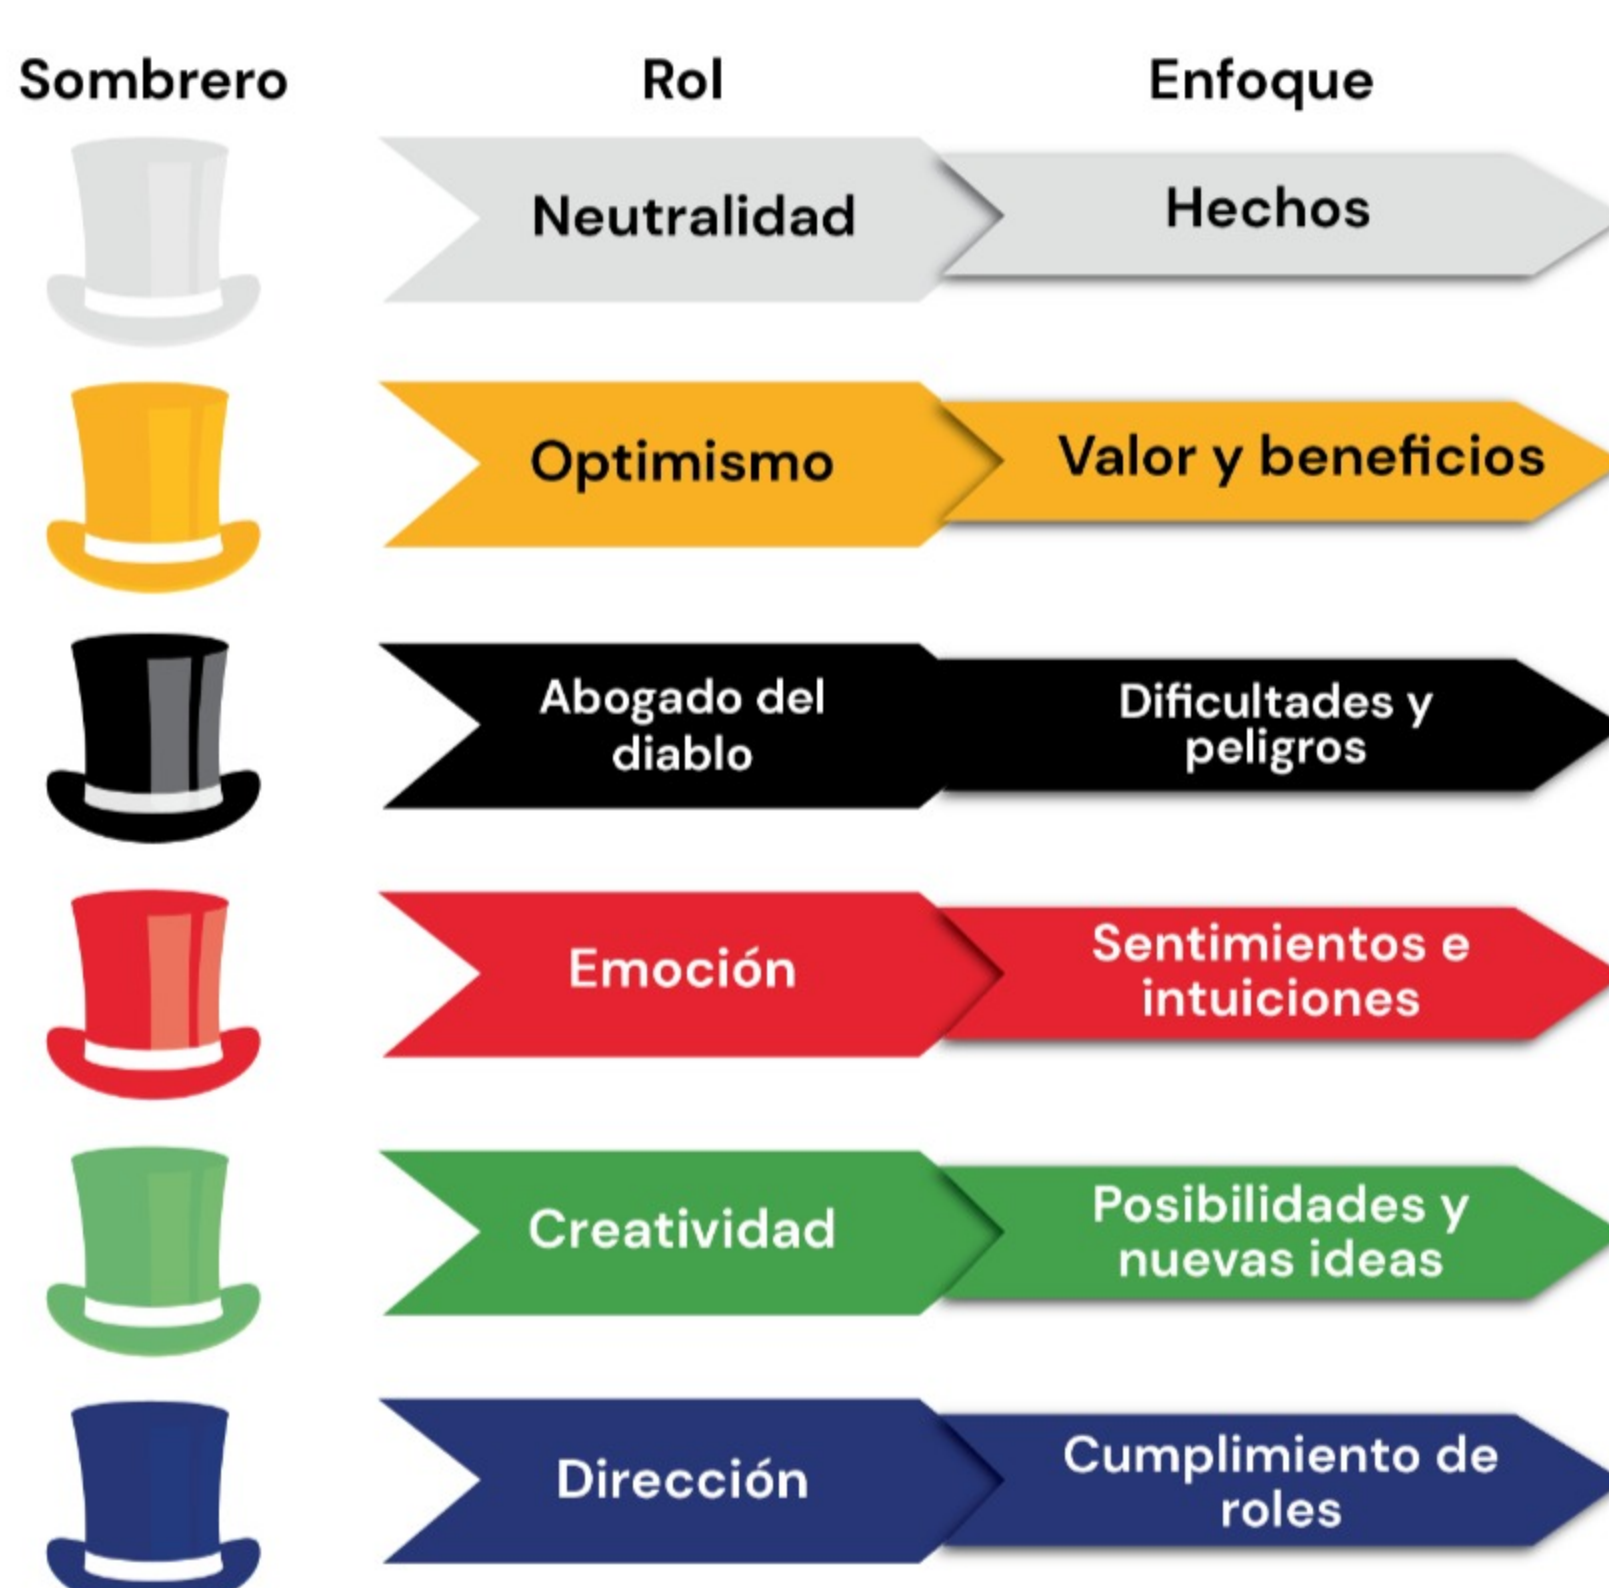 Sombrero Rol Enfoque
Neutralidad Hechos
Optimismo Valor y beneficios
Abogado del
diablo
Dificultades y
peligros
Emoción
Sentimientos e
intuiciones
Creatividad
Posibilidades y
nuevas ideas
Dirección
Cumplimiento de
roles